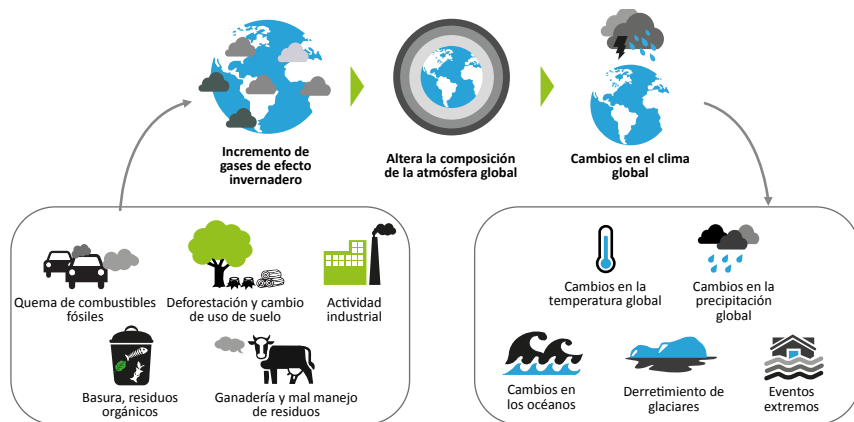 Incremento de
gases de efecto
invernadero
Altera la composición
de la atmósfera global
Cambios en el clima
global
Quema de combustibles
fósiles
Deforestación y cambio
de uso de suelo
Actividad
industrial
Basura, residuos
orgánicos
Ganadería y mal manejo
de residuos
Cambios en la
temperatura global
Cambios en la
precipitación
global
Cambios en
los océanos
Derretimiento de
glaciares
Eventos
extremos